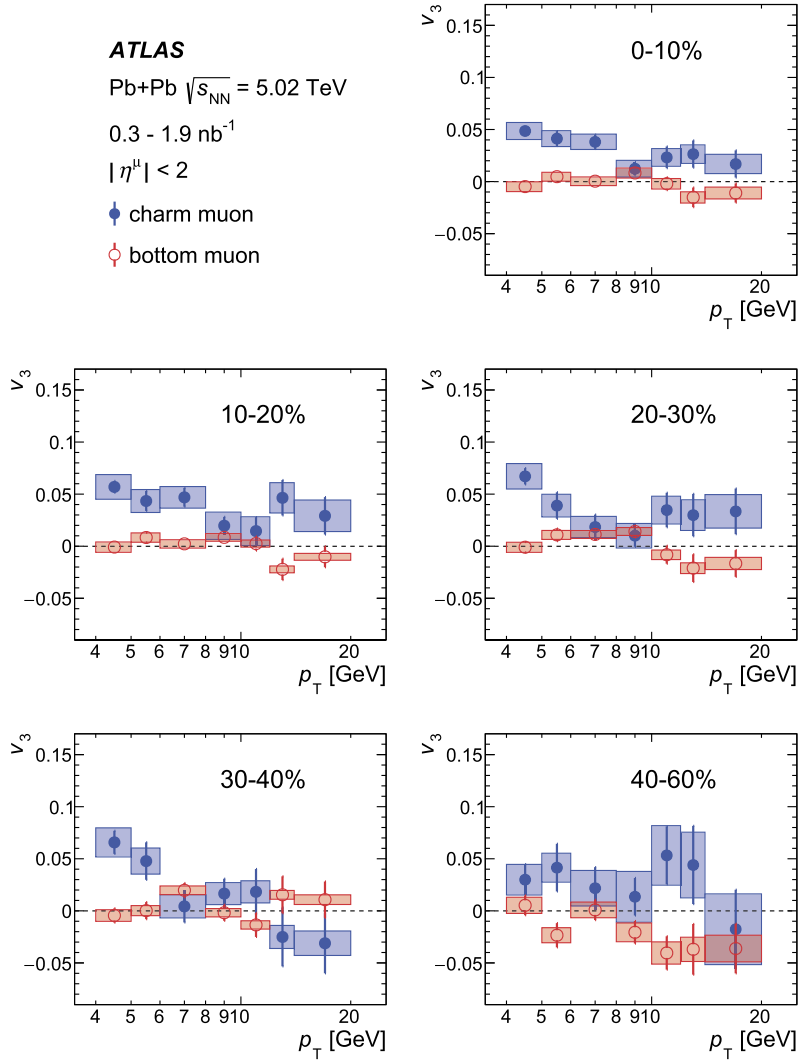 ATLAS
Pb+Pb √sNN = 5.02 TeV
0.3 - 1.9 nb-1
|ημ| < 2
charm muon
bottom muon
v3
0-10%
0.15
0.1
0.05
0
−0.05
4 5 6 7 8 910 20
pT [GeV]
v3
10-20%
0.15
0.1
0.05
0
−0.05
4 5 6 7 8 910 20
pT [GeV]
v3
20-30%
0.15
0.1
0.05
0
−0.05
4 5 6 7 8 910 20
pT [GeV]
v3
30-40%
0.15
0.1
0.05
0
−0.05
4 5 6 7 8 910 20
pT [GeV]
v3
40-60%
0.15
0.1
0.05
0
−0.05
4 5 6 7 8 910 20
pT [GeV]